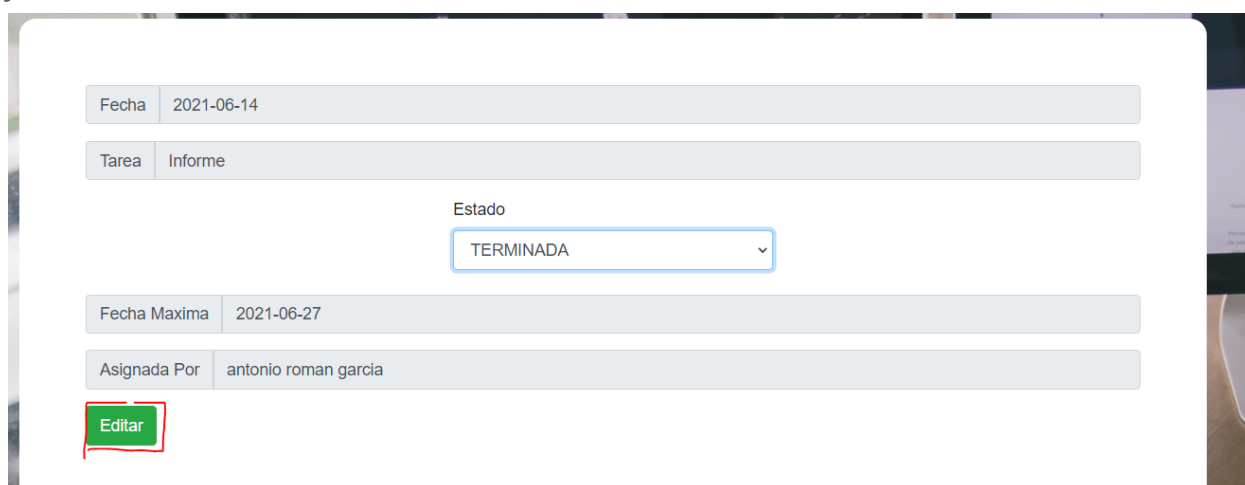 Fecha 2021-06-14
Tarea Informe
Estado
TERMINADA
Fecha Maxima 2021-06-27
Asignada Por antonio roman garcia
Editar